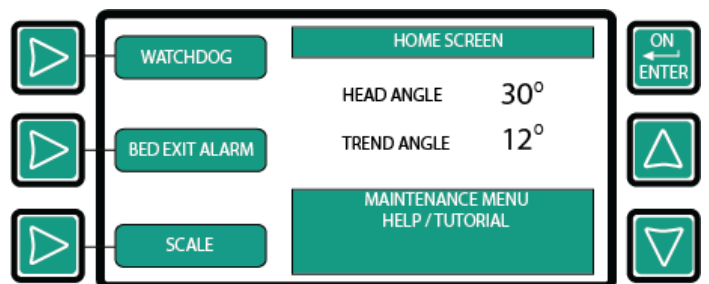 WATCHDOG
BED EXIT ALARM
SCALE
HOME SCREEN
HEAD ANGLE 30°
TREND ANGLE 12°
MAINTENANCE MENU
HELP / TUTORIAL
ON
ENTER